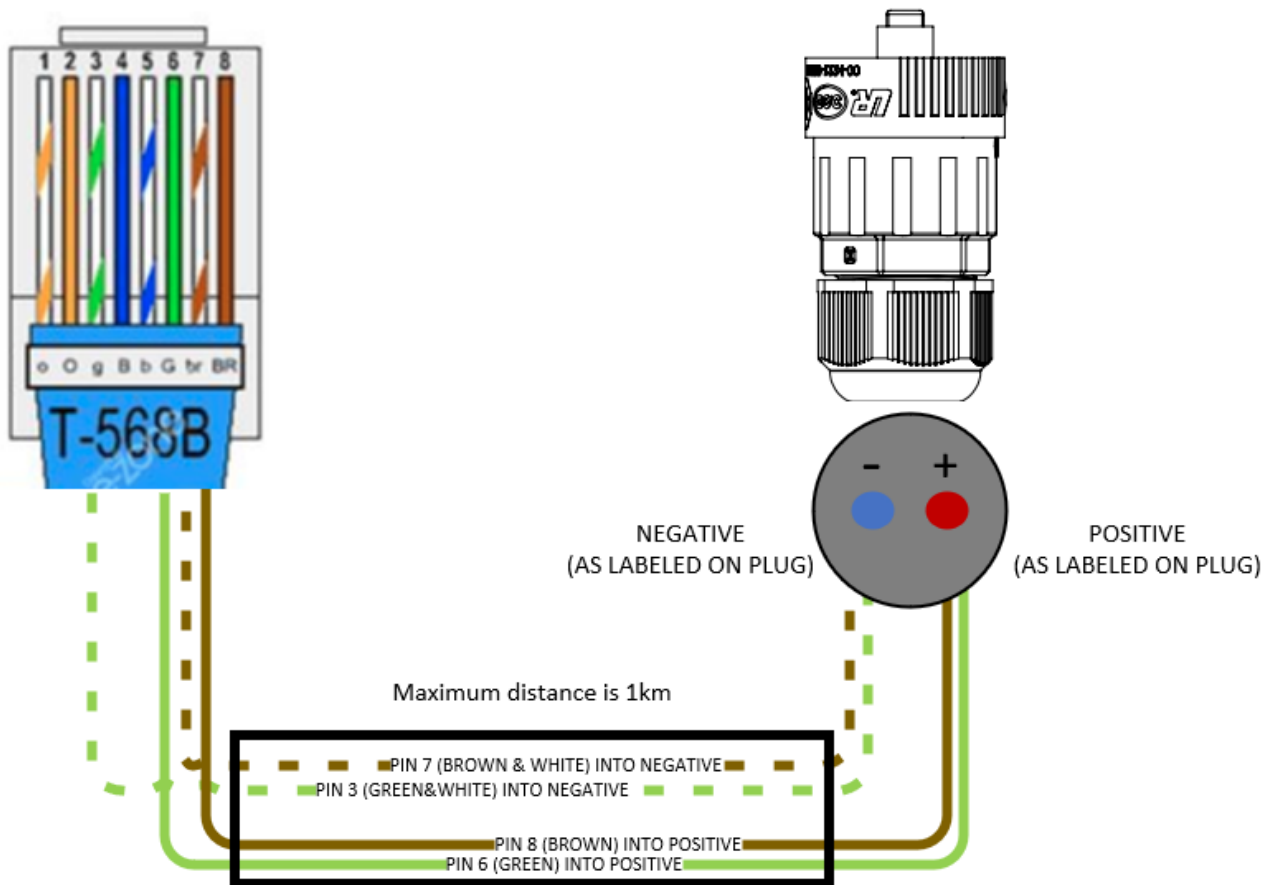 1 2 3 4 5 6 7 8
o O g B b G br BR
T-568B
- +
NEGATIVE
(AS LABELED ON PLUG)
POSITIVE
(AS LABELED ON PLUG)
Maximum distance is 1km
PIN 7 (BROWN & WHITE) INTO NEGATIVE
PIN 3 (GREEN&WHITE) INTO NEGATIVE
PIN 8 (BROWN) INTO POSITIVE
PIN 6 (GREEN) INTO POSITIVE